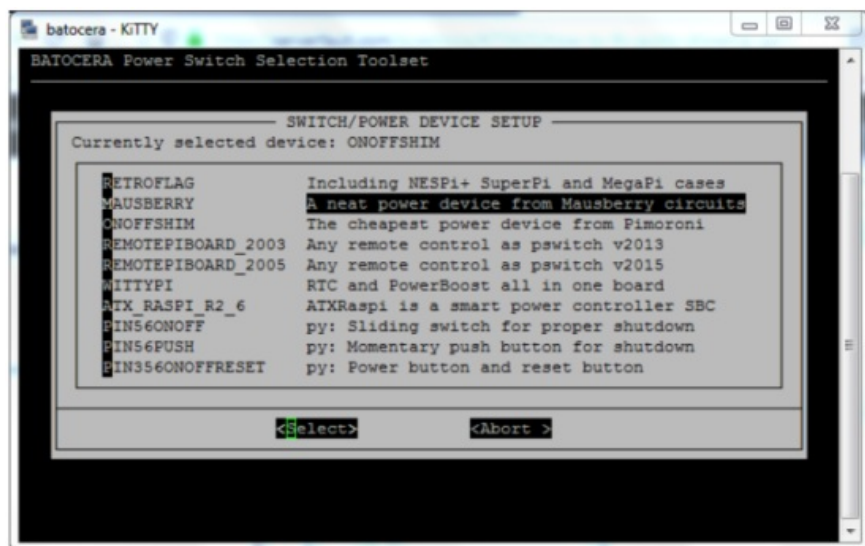 batocera - KiTTY
BATOCERA Power Switch Selection Toolset
SWITCH/POWER DEVICE SETUP
Currently selected device: ONOFFSHIM
RETROFLAG Including NESPi+ SuperPi and MegaPi cases
MAUSBERRY A neat power device from Mausberry circuits
ONOFFSHIM The cheapest power device from Pimoroni
REMOTEPIBOARD_2003 Any remote control as pswitch v2013
REMOTEPIBOARD_2005 Any remote control as pswitch v2015
WITTYPI RTC and PowerBoost all in one board
ATX_RASPI_R2_6 ATXRaspi is a smart power controller SBC
PIN56ONOFF py: Sliding switch for proper shutdown
PIN56PUSH py: Momentary push button for shutdown
PIN356ONOFFRESET py: Power button and reset button
<Select> <Abort >